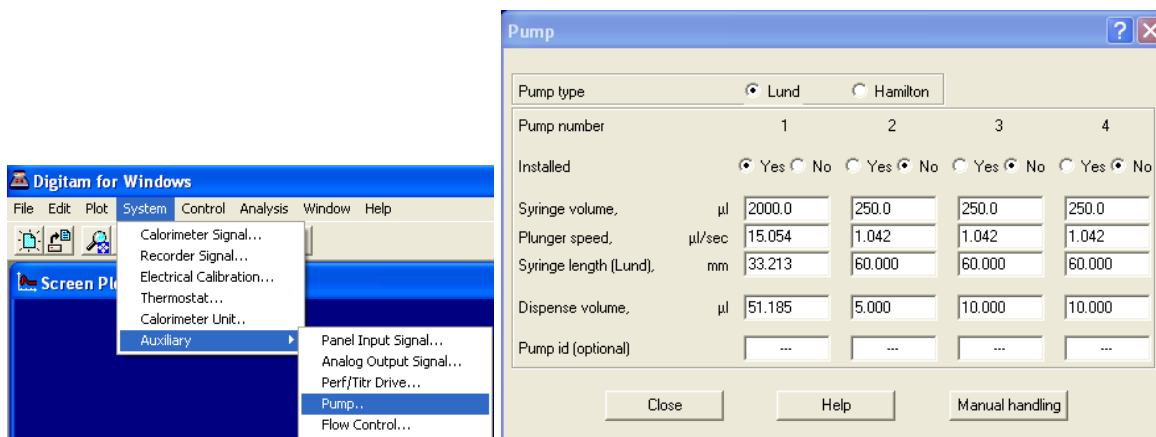 Digitam for Windows
File Edit Plot System Control Analysis Window Help
Calorimeter Signal...
Recorder Signal...
Electrical Calibration...
Thermostat...
Calorimeter Unit..
Auxiliary
Screen Pl
Panel Input Signal...
Analog Output Signal...
Perf/Titr Drive...
Pump..
Flow Control...
Pump
Pump type Lund Hamilton
Pump number 1 2 3 4
Installed Yes No Yes No Yes No Yes No
Syringe volume, µl 2000.0 250.0 250.0 250.0
Plunger speed, µl/sec 15.054 1.042 1.042 1.042
Syringe length (Lund), mm 33.213 60.000 60.000 60.000
Dispense volume, µl 51.185 5.000 10.000 10.000
Pump id (optional) --- --- --- ---
Close Help Manual handling